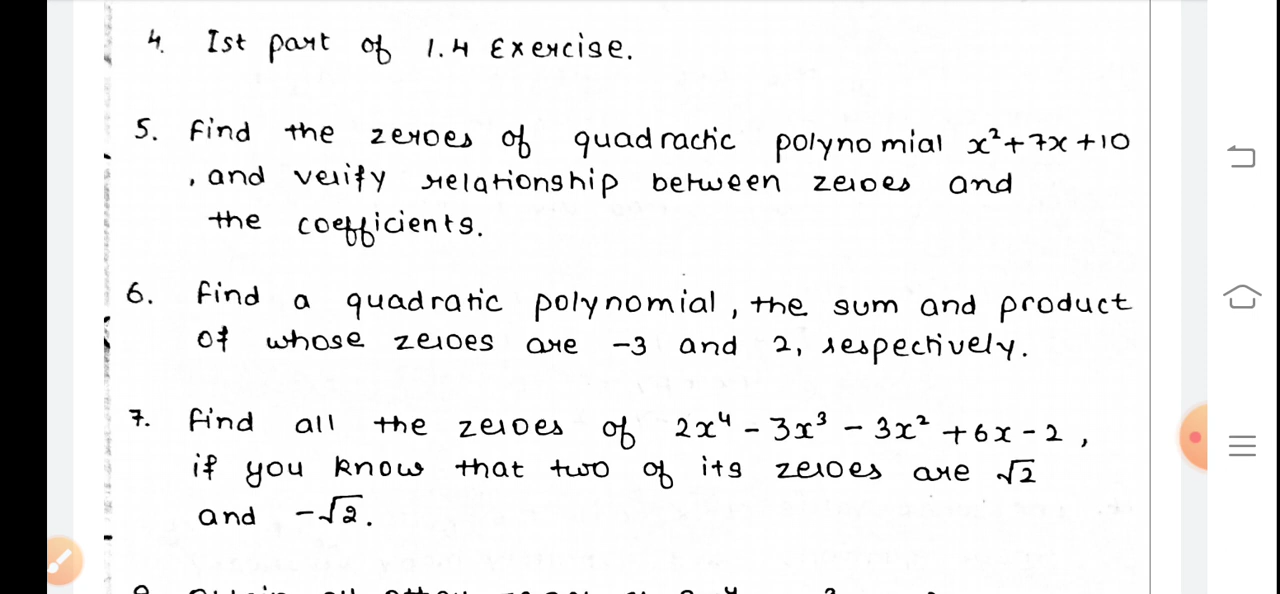 4. Ist part of 1.4 Exercise.
5. Find the zeroes of quadractic polynomial x²+7x+10
, and verify relationship between zeroes and
the coefficients.
6. Find a quadratic polynomial, the sum and product
of whose zeroes are -3 and 2, respectively.
7. Find all the zeroes of 2x⁴ - 3x³ - 3x² + 6x - 2 ,
if you know that two of its zeroes are √2
and -√2.